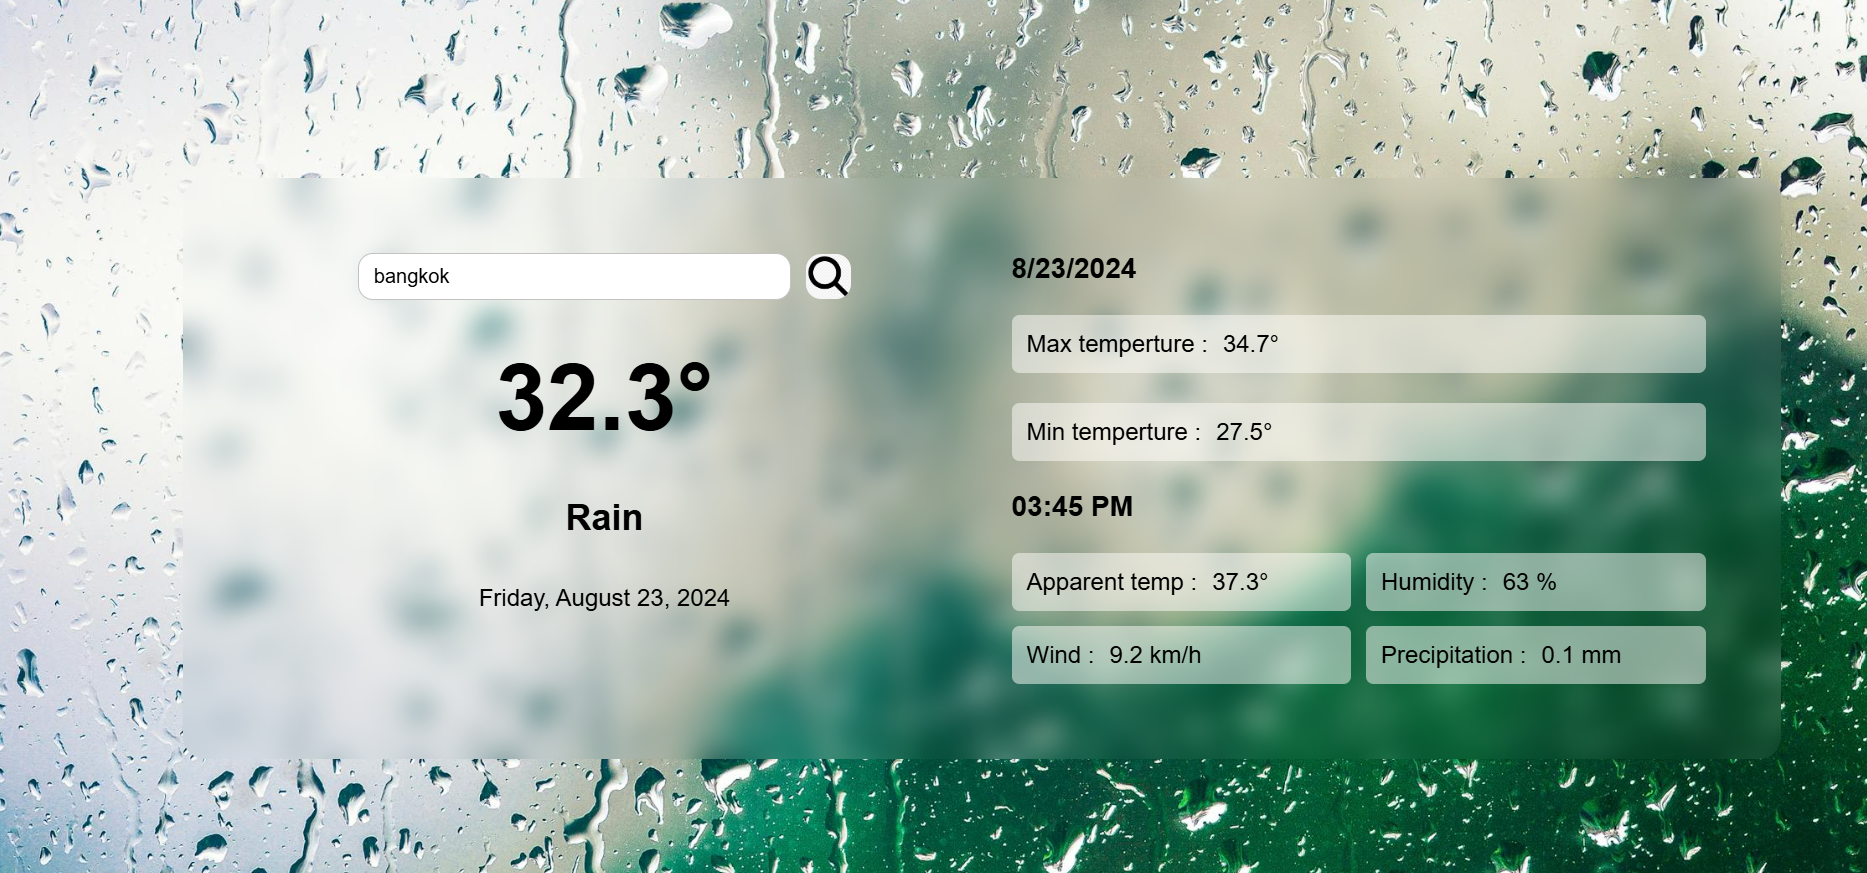 bangkok
32.3°
Rain
Friday, August 23, 2024
8/23/2024
Max temperture : 34.7°
Min temperture : 27.5°
03:45 PM
Apparent temp : 37.3°
Humidity : 63 %
Wind : 9.2 km/h
Precipitation : 0.1 mm